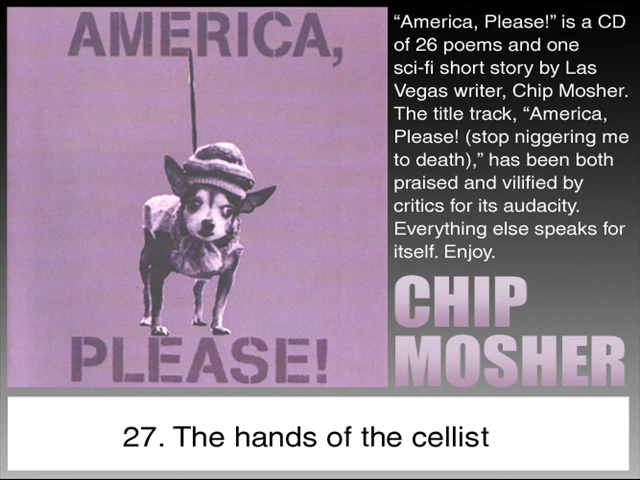 AMERICA,
PLEASE!
“America, Please!” is a CD
of 26 poems and one
sci-fi short story by Las
Vegas writer, Chip Mosher.
The title track, “America,
Please! (stop niggering me
to death),” has been both
praised and vilified by
critics for its audacity.
Everything else speaks for
itself. Enjoy.
CHIP
MOSHER
27. The hands of the cellist